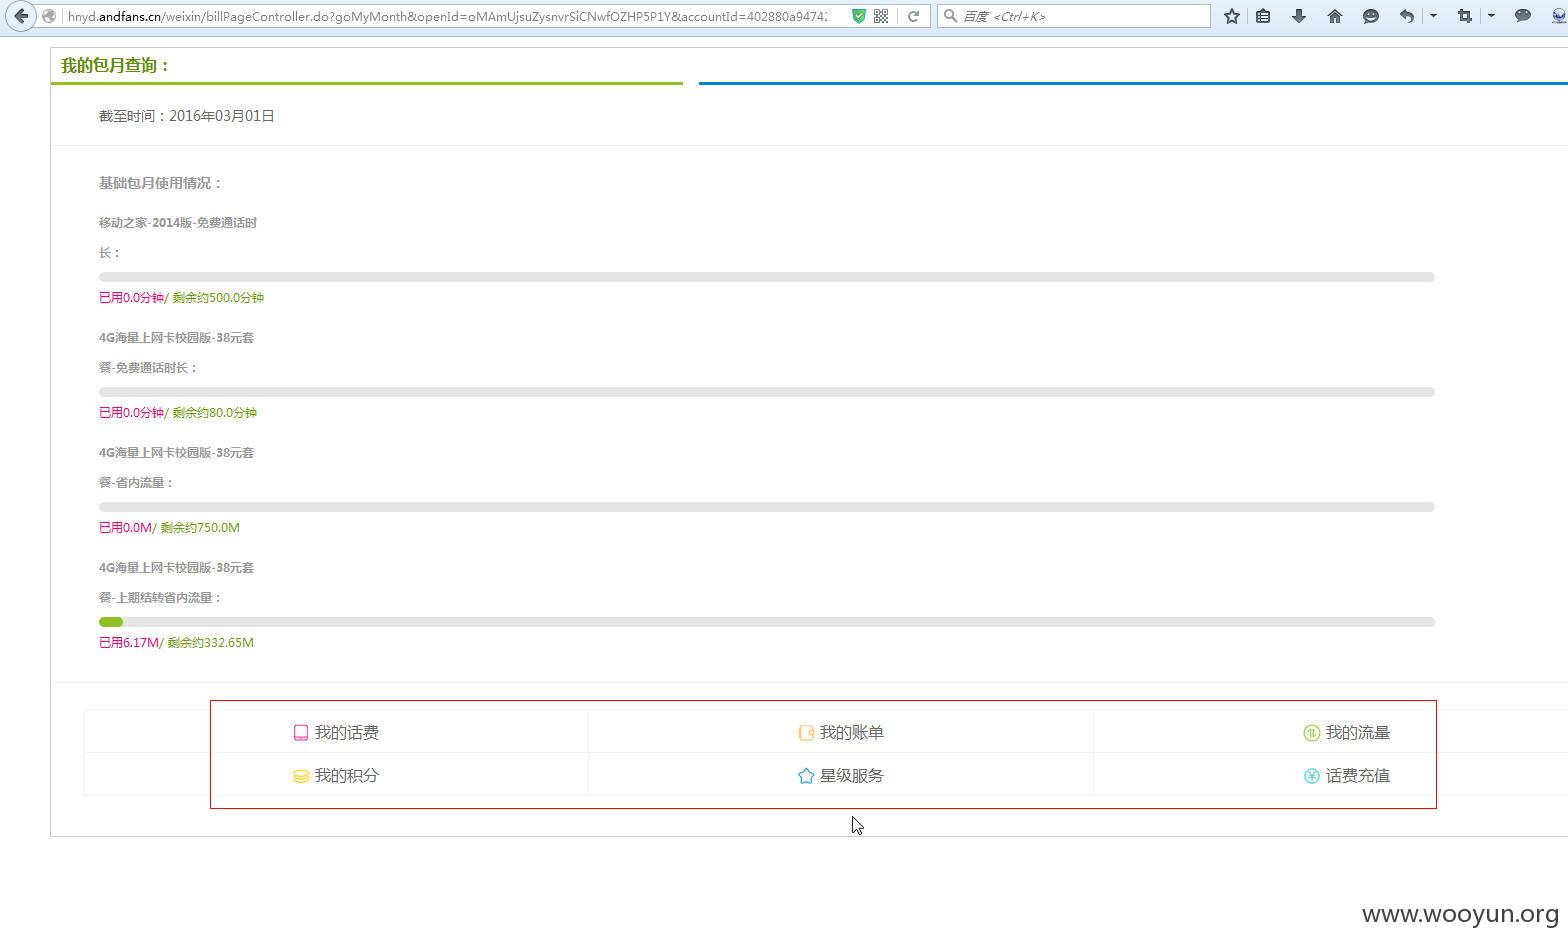 hnyd.andfans.cn/weixin/billPageController.do?goMyMonth&openId=oMAmUjsuZysnvrSiCNwfOZHP5P1Y&accountId=402880a94742
百度 <Ctrl+K>
我的包月查询：
截至时间：2016年03月01日
基础包月使用情况：
移动之家-2014版-免费通话时
长：
已用0.0分钟/ 剩余约500.0分钟
4G海量上网卡校园版-38元套
餐-免费通话时长：
已用0.0分钟/ 剩余约80.0分钟
4G海量上网卡校园版-38元套
餐-省内流量：
已用0.0M/ 剩余约750.0M
4G海量上网卡校园版-38元套
餐-上期结转省内流量：
已用6.17M/ 剩余约332.65M
我的话费 我的账单 我的流量
我的积分 星级服务 话费充值
www.wooyun.org